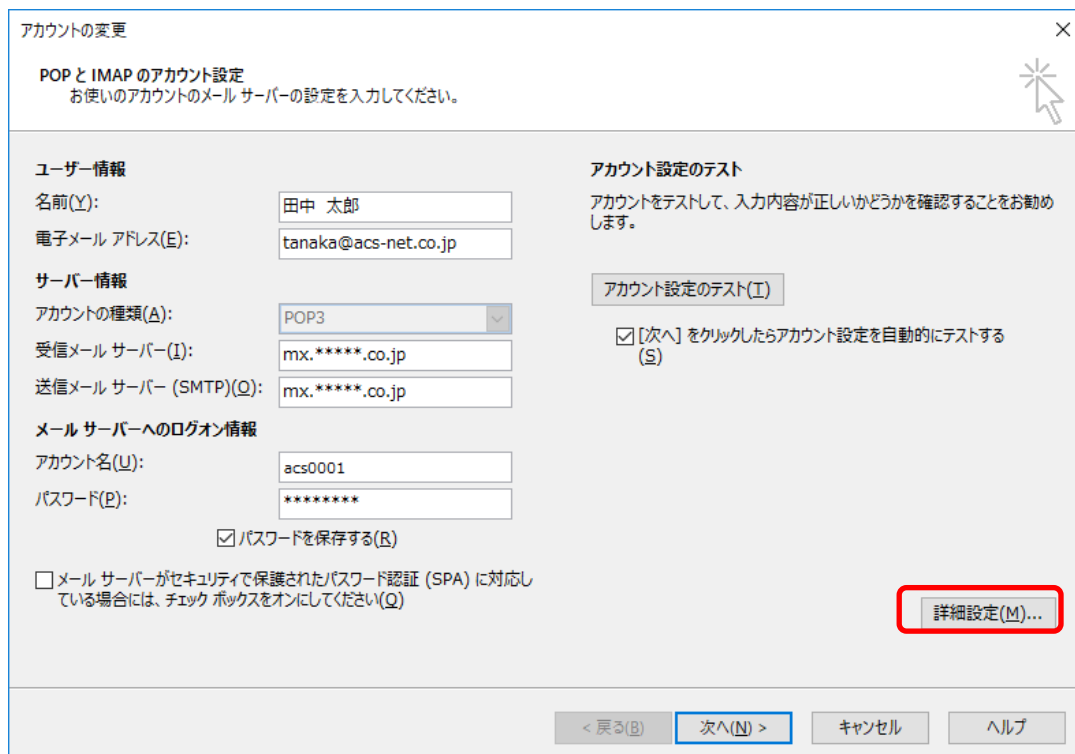 アカウントの変更
POP と IMAP のアカウント設定
お使いのアカウントのメール サーバーの設定を入力してください。
ユーザー情報
名前(Y):
田中 太郎
電子メール アドレス(E):
tanaka@acs-net.co.jp
サーバー情報
アカウントの種類(A):
POP3
受信メール サーバー(I):
mx.*****.co.jp
送信メール サーバー (SMTP)(O):
mx.*****.co.jp
メール サーバーへのログオン情報
アカウント名(U):
acs0001
パスワード(P):
********
パスワードを保存する(R)
メール サーバーがセキュリティで保護されたパスワード認証 (SPA) に対応し
ている場合には、チェック ボックスをオンにしてください(Q)
アカウント設定のテスト
アカウントをテストして、入力内容が正しいかどうかを確認することをお勧め
します。
アカウント設定のテスト(T)
[次へ] をクリックしたらアカウント設定を自動的にテストする
(S)
詳細設定(M)...
< 戻る(B)
次へ(N) >
キャンセル
ヘルプ